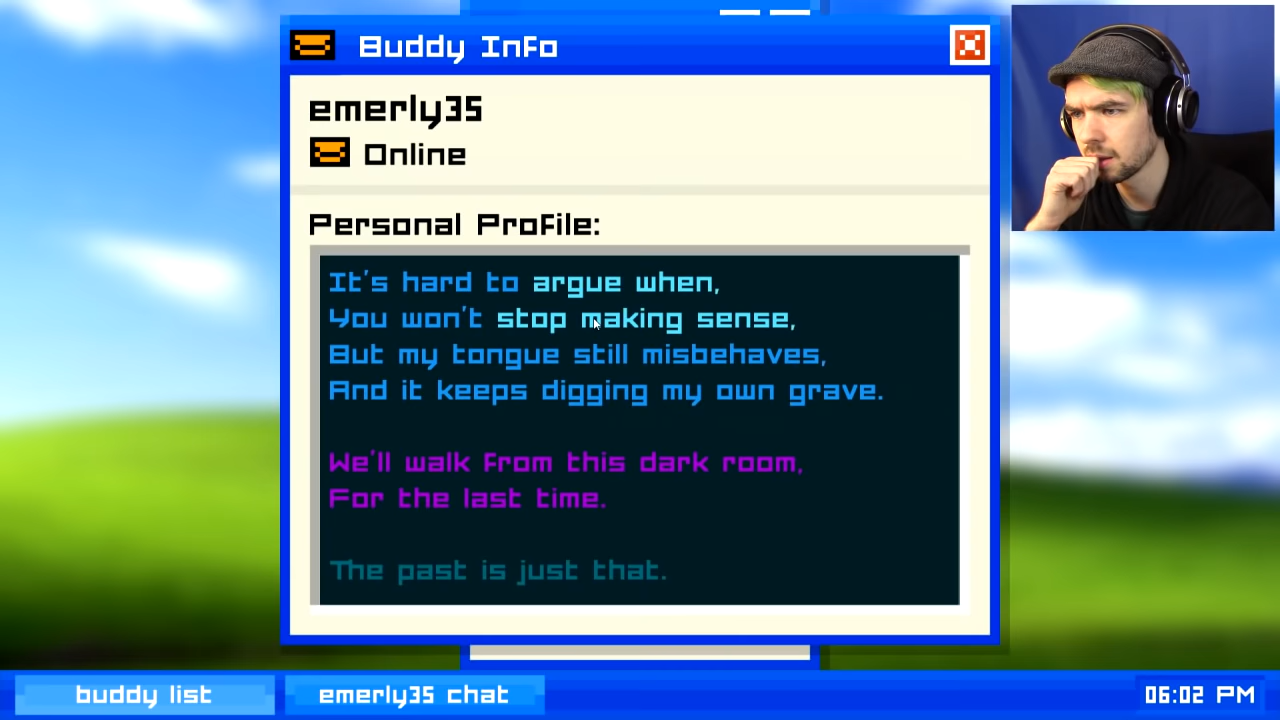 Buddy Info
emerly35
Online
Personal Profile:
It's hard to argue when,
You won't stop making sense,
But my tongue still misbehaves,
And it keeps digging my own grave.
We'll walk from this dark room,
For the last time.
The past is just that.
buddy list
emerly35 chat
06:02 PM